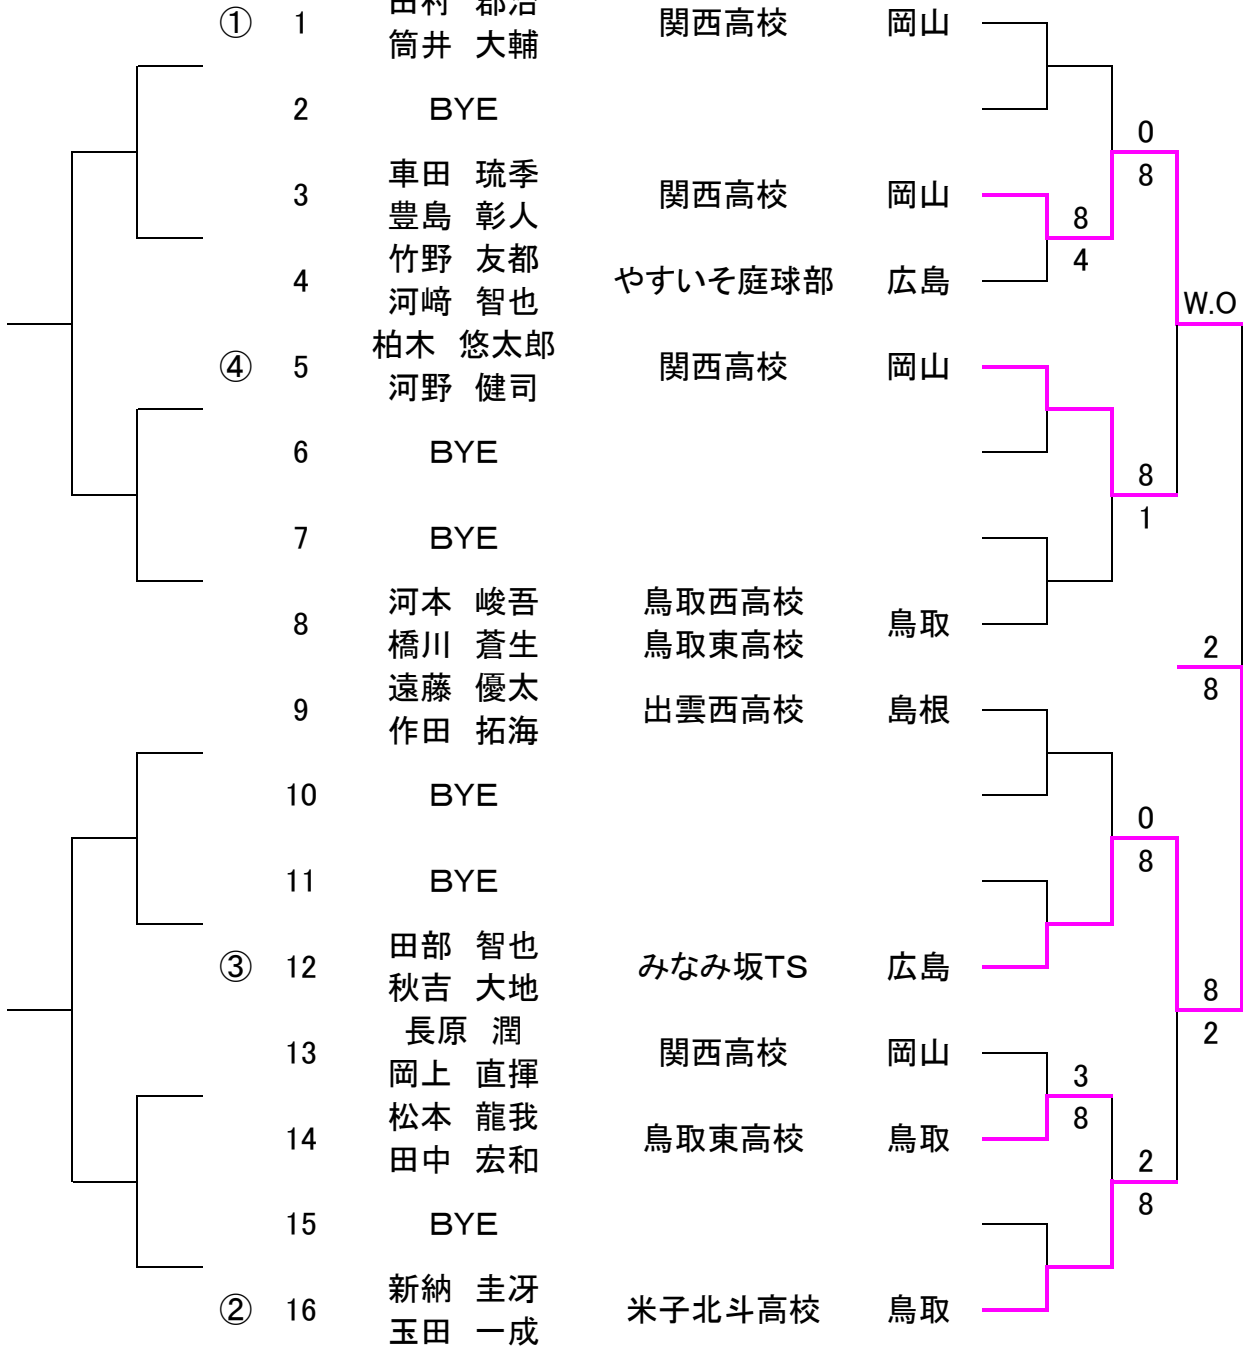 ① 1 田村 郡治 関西高校 岡山
筒井 大輔
2 BYE
0
車田 琉季
3 関西高校 岡山 8
豊島 彰人 8
竹野 友都
4 やすいそ庭球部 広島 4
河﨑 智也 W.O
柏木 悠太郎
④ 5 関西高校 岡山
河野 健司
6 BYE
8
7 BYE 1
河本 峻吾 鳥取西高校
8 鳥取
橋川 蒼生 鳥取東高校 2
遠藤 優太 8
9 出雲西高校 島根
作田 拓海
10 BYE
0
11 BYE 8
田部 智也
③ 12 みなみ坂TS 広島
秋吉 大地 8
長原 潤 2
13 関西高校 岡山
岡上 直揮 3
松本 龍我 8
14 鳥取東高校 鳥取
田中 宏和 2
15 BYE 8
新納 圭冴
② 16 米子北斗高校 鳥取
玉田 一成